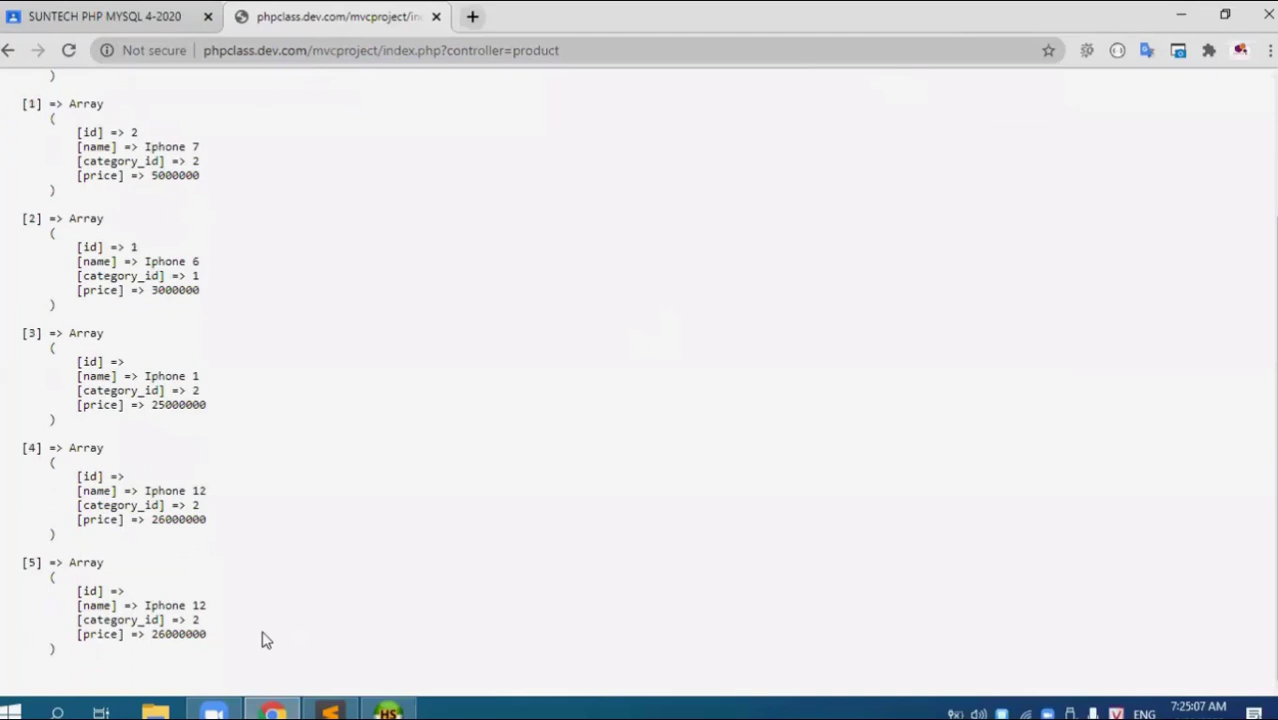 SUNTECH PHP MYSQL 4-2020
phpclass.dev.com/mvcproject/in
Not secure phpclass.dev.com/mvcproject/index.php?controller=product
)
[1] => Array
(
[id] => 2
[name] => Iphone 7
[category_id] => 2
[price] => 5000000
)
[2] => Array
(
[id] => 1
[name] => Iphone 6
[category_id] => 1
[price] => 3000000
)
[3] => Array
(
[id] =>
[name] => Iphone 1
[category_id] => 2
[price] => 25000000
)
[4] => Array
(
[id] =>
[name] => Iphone 12
[category_id] => 2
[price] => 26000000
)
[5] => Array
(
[id] =>
[name] => Iphone 12
[category_id] => 2
[price] => 26000000
)
HS V ENG 7:25:07 AM